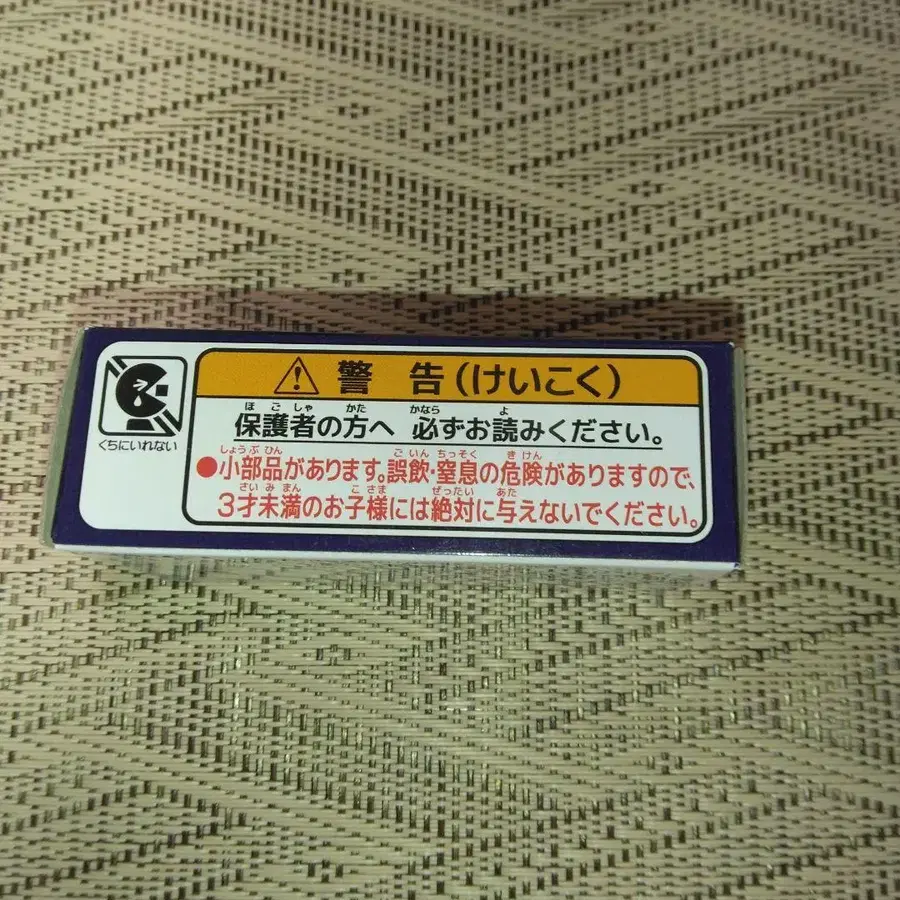 警 告(けいこく)
ほごしゃ かた かなら よ
保護者の方へ 必ずお読みください。
くちにいれない
しょうぶひん ごいん ちっそく きけん
●小部品があります。誤飲・窒息の危険がありますので、
さいみまん こさま ぜったい あた
3才未満のお子様には絶対に与えないでください。